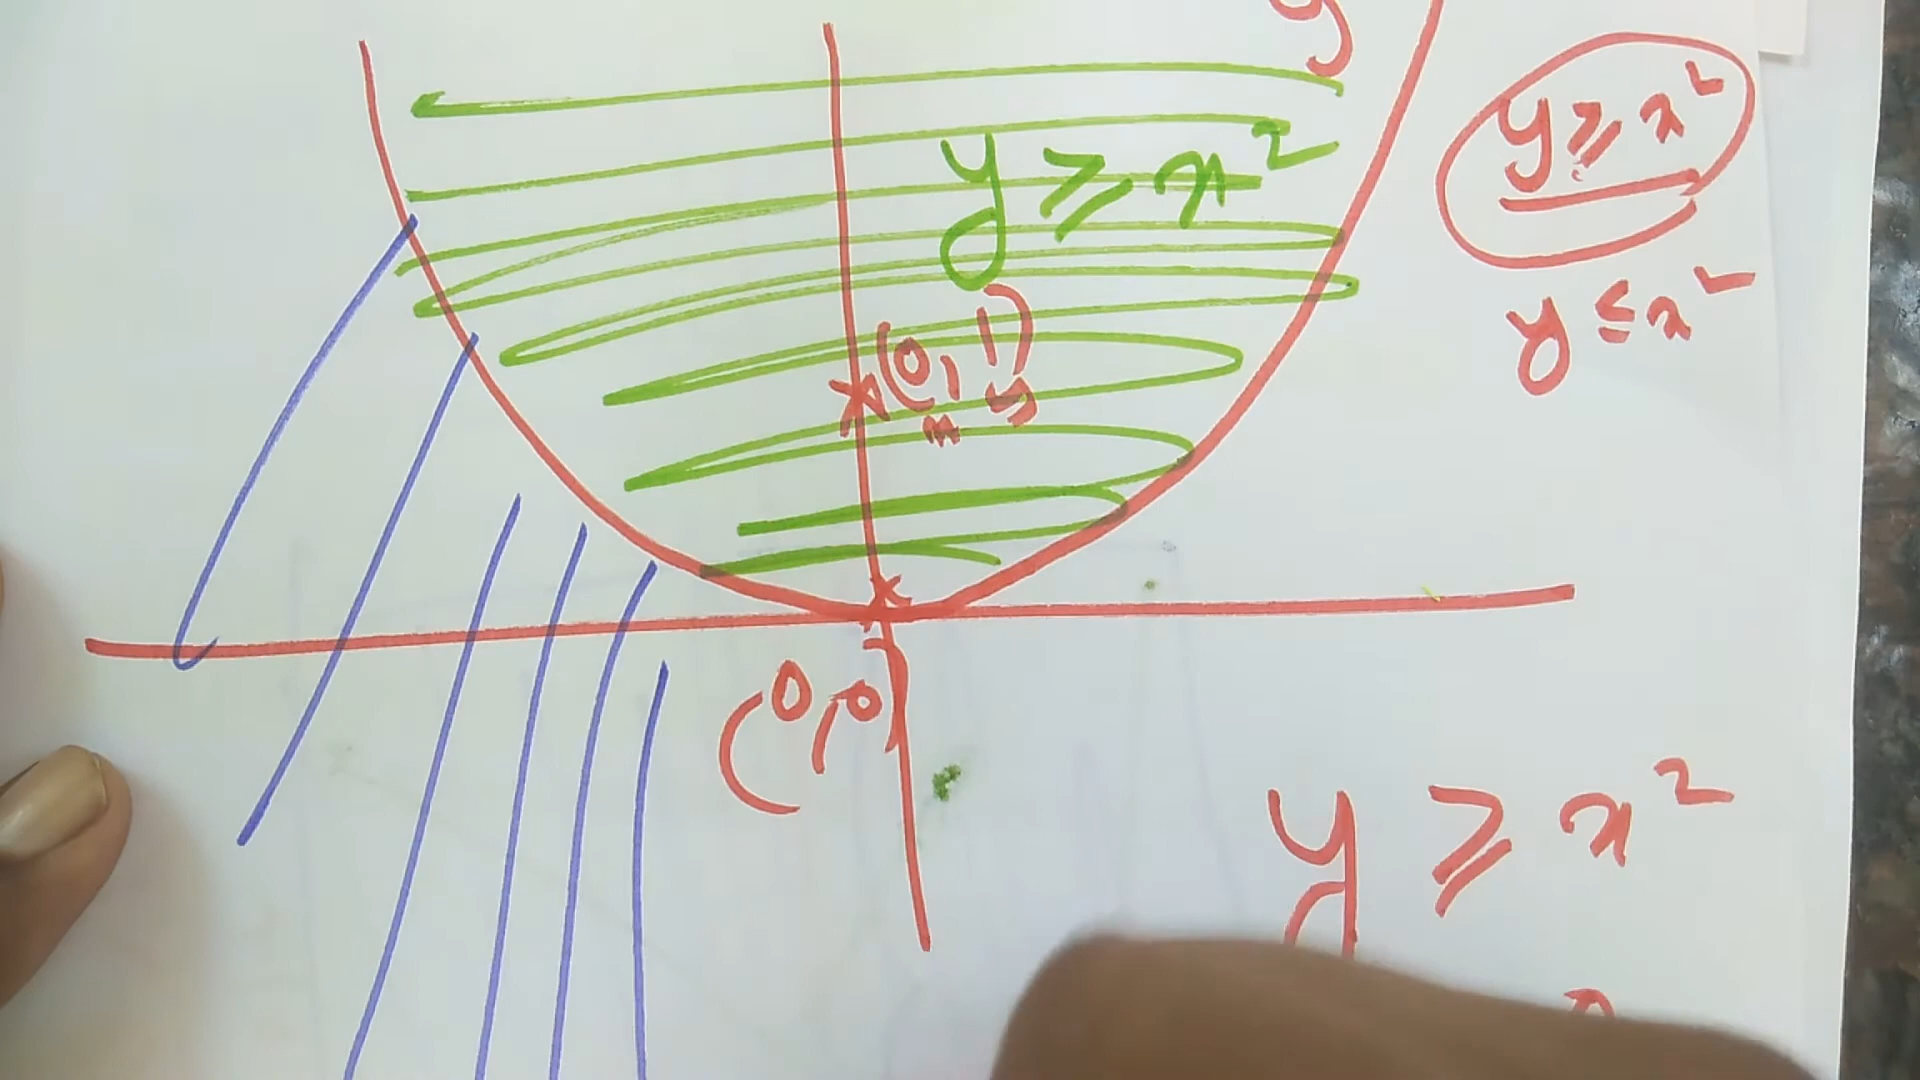 y ≥ x²
y ≥ x²
y ≤ x²
(0, 1)
x y
(0, 0)
y ≥ x²